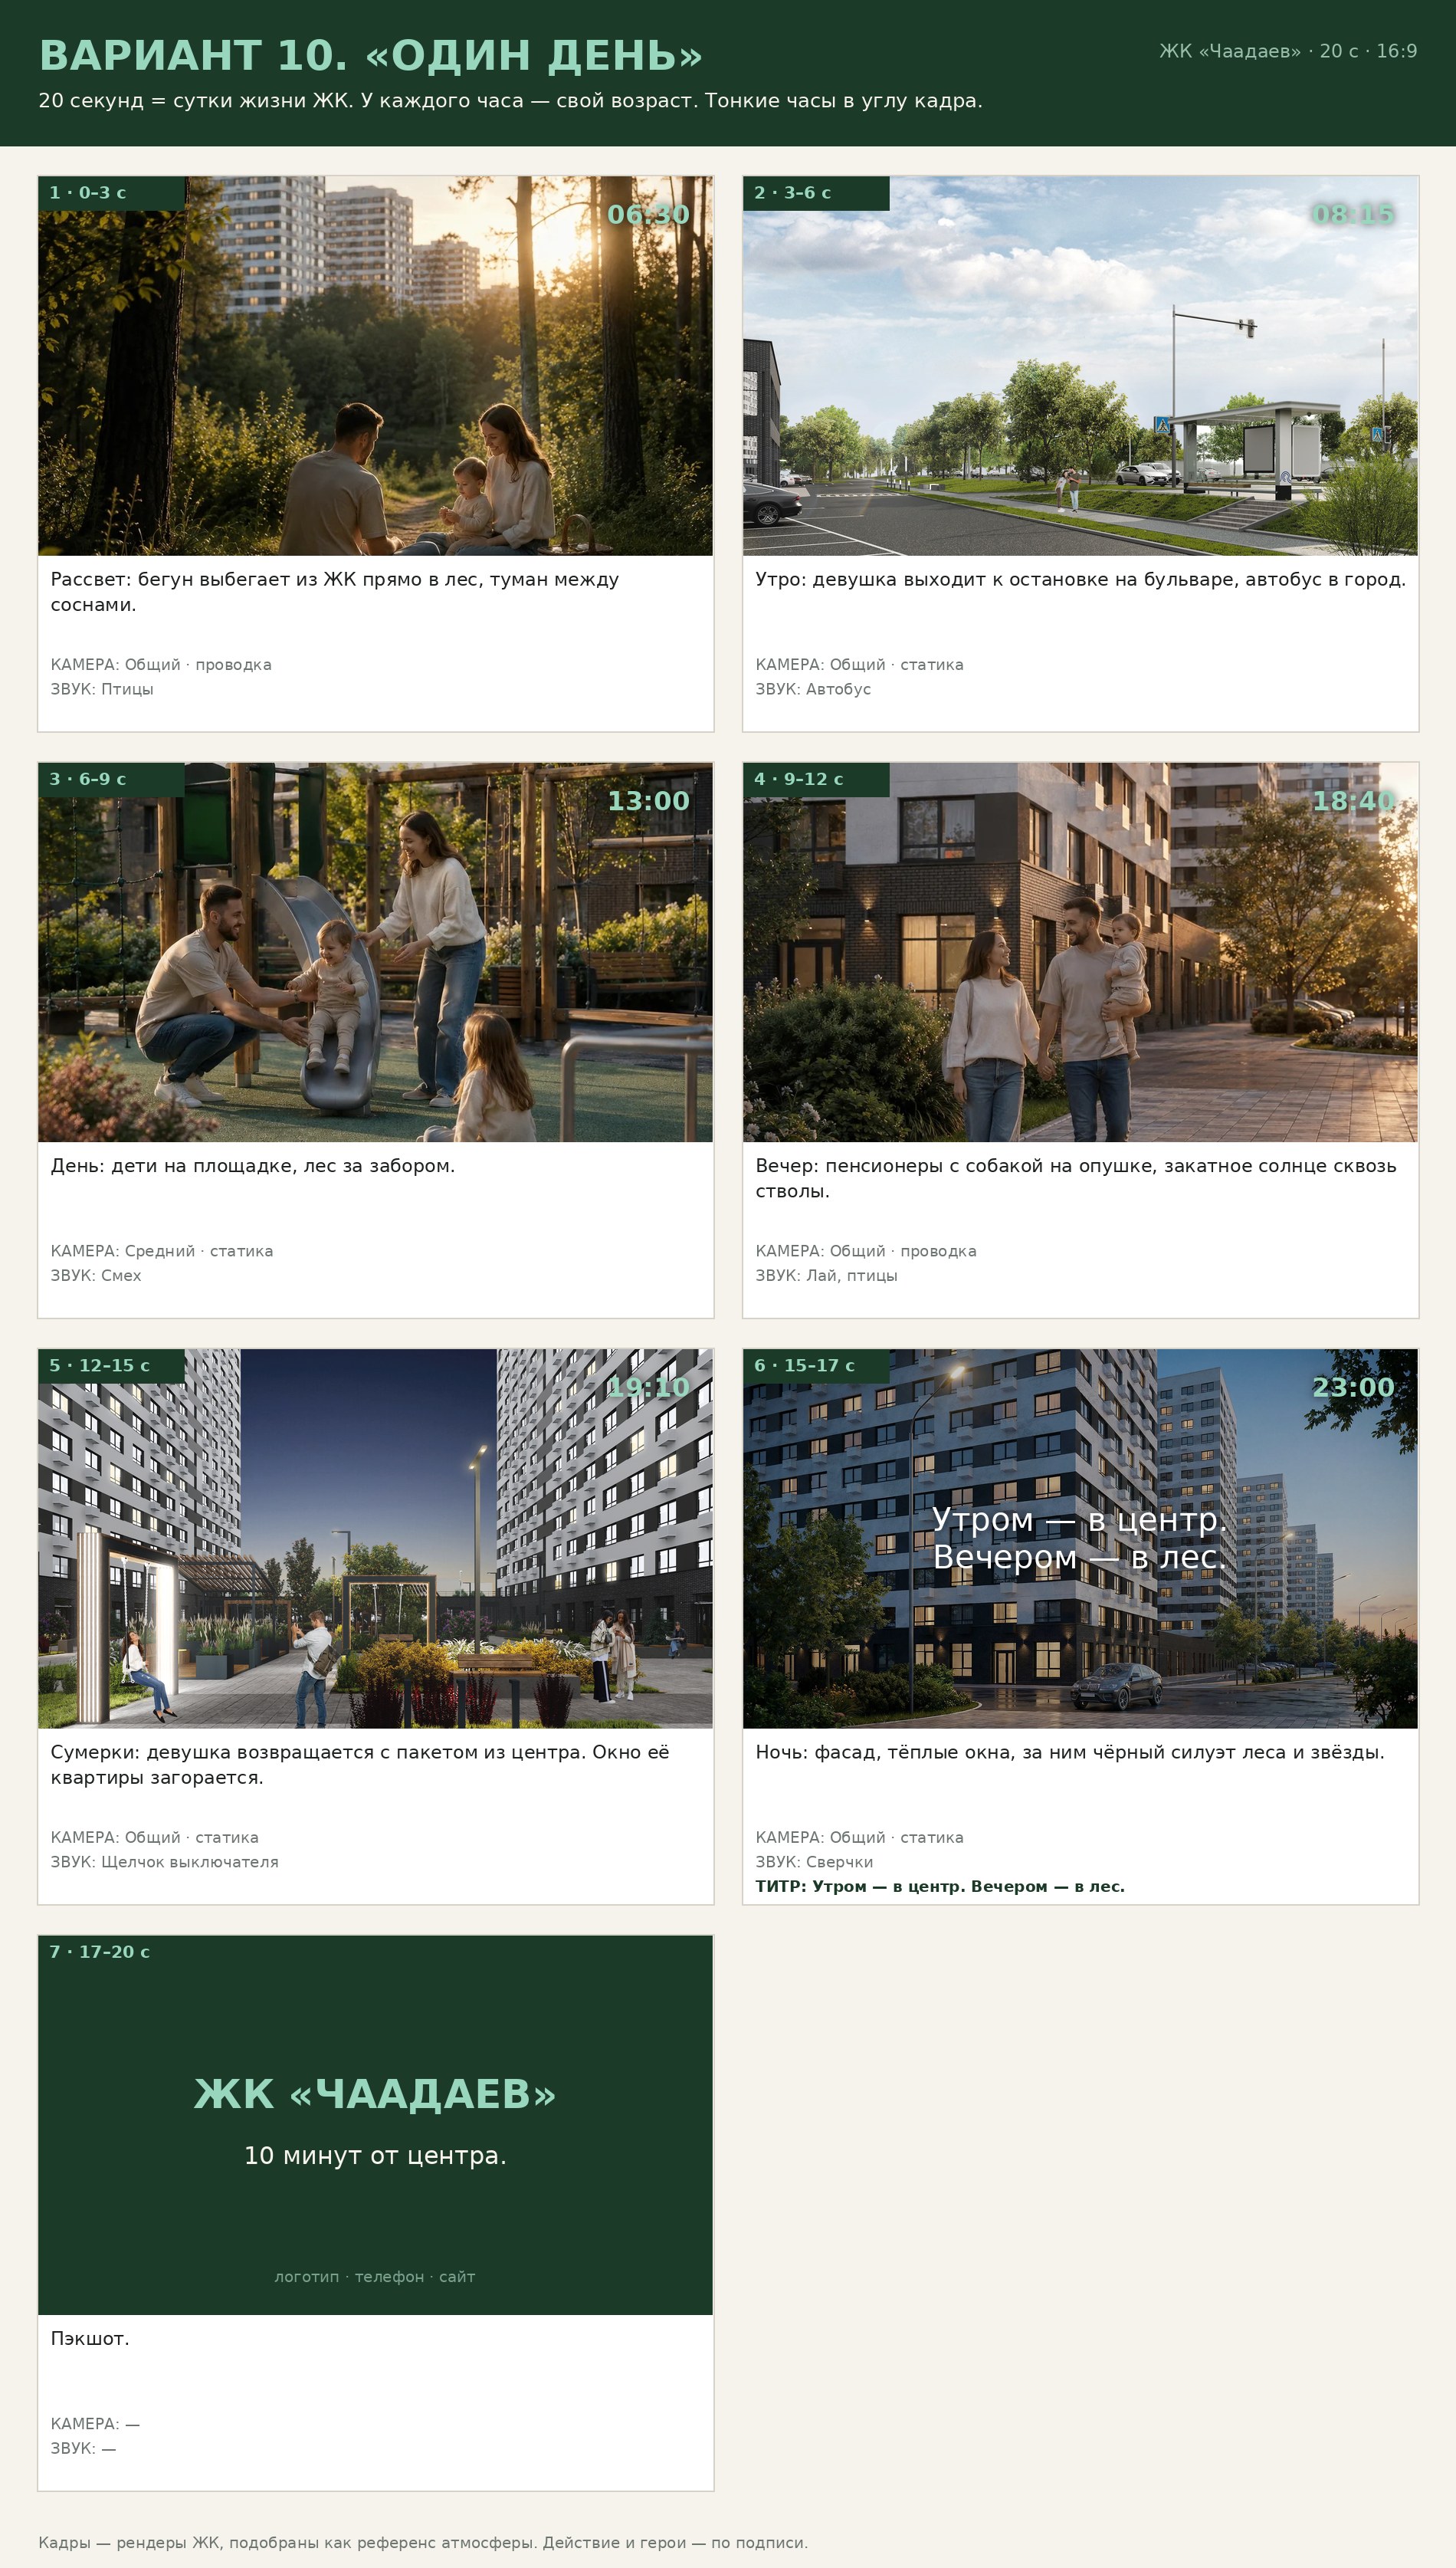 ВАРИАНТ 10. «ОДИН ДЕНЬ»
ЖК «Чаадаев» · 20 с · 16:9
20 секунд = сутки жизни ЖК. У каждого часа — свой возраст. Тонкие часы в углу кадра.
1 · 0–3 с
06:30
Рассвет: бегун выбегает из ЖК прямо в лес, туман между
соснами.
КАМЕРА: Общий · проводка
ЗВУК: Птицы
2 · 3–6 с
08:15
Утро: девушка выходит к остановке на бульваре, автобус в город.
КАМЕРА: Общий · статика
ЗВУК: Автобус
3 · 6–9 с
13:00
День: дети на площадке, лес за забором.
КАМЕРА: Средний · статика
ЗВУК: Смех
4 · 9–12 с
18:40
Вечер: пенсионеры с собакой на опушке, закатное солнце сквозь
стволы.
КАМЕРА: Общий · проводка
ЗВУК: Лай, птицы
5 · 12–15 с
19:10
Сумерки: девушка возвращается с пакетом из центра. Окно её
квартиры загорается.
КАМЕРА: Общий · статика
ЗВУК: Щелчок выключателя
6 · 15–17 с
23:00
Утром — в центр.
Вечером — в лес.
Ночь: фасад, тёплые окна, за ним чёрный силуэт леса и звёзды.
КАМЕРА: Общий · статика
ЗВУК: Сверчки
ТИТР: Утром — в центр. Вечером — в лес.
7 · 17–20 с
ЖК «ЧААДАЕВ»
10 минут от центра.
логотип · телефон · сайт
Пэкшот.
КАМЕРА: —
ЗВУК: —
Кадры — рендеры ЖК, подобраны как референс атмосферы. Действие и герои — по подписи.